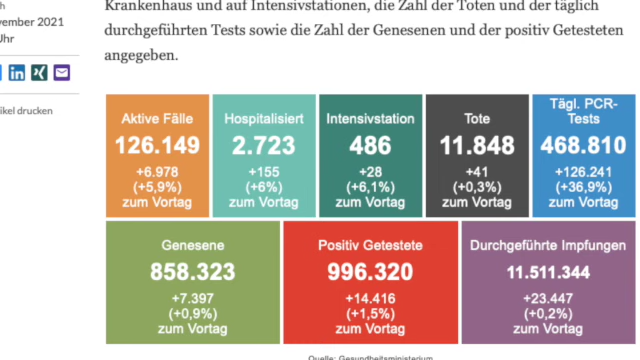 Krankenhaus und auf Intensivstationen, die Zahl der Toten und der täglich
durchgeführten Tests sowie die Zahl der Genesenen und der positiv Getesteten
angegeben.
vember 2021
Uhr
ikel drucken
Aktive Fälle
126.149
+6.978
(+5,9%)
zum Vortag
Hospitalisiert
2.723
+155
(+6%)
zum Vortag
Intensivstation
486
+28
(+6,1%)
zum Vortag
Tote
11.848
+41
(+0,3%)
zum Vortag
Tägl. PCR-
Tests
468.810
+126.241
(+36,9%)
zum Vortag
Genesene
858.323
+7.397
(+0,9%)
zum Vortag
Positiv Getestete
996.320
+14.416
(+1,5%)
zum Vortag
Durchgeführte Impfungen
11.511.344
+23.447
(+0,2%)
zum Vortag
Quelle: Gesundheitsministerium